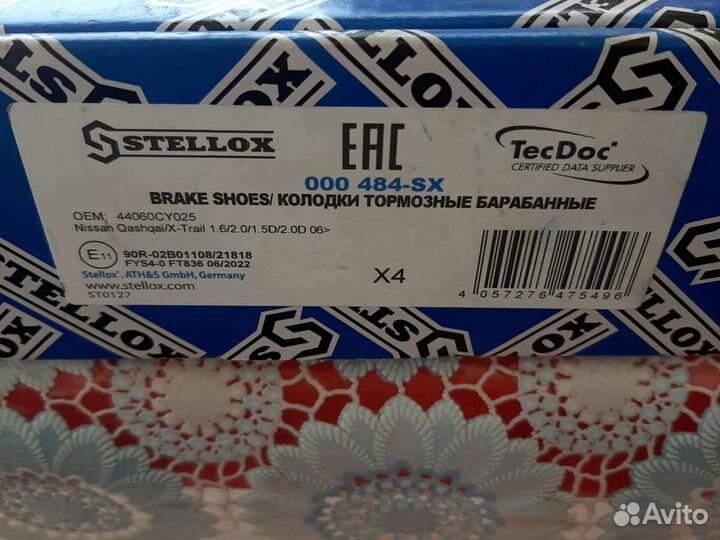 STELLOX
EAC
TecDoc
CERTIFIED DATA SUPPLIER
000 484-SX
BRAKE SHOES/ КОЛОДКИ ТОРМОЗНЫЕ БАРАБАННЫЕ
OEM: 44060CY025
Nissan Qashqai/X-Trail 1.6/2.0/1.5D/2.0D 06>
E11 90R-02B01108/21818
FYS4-0 FT836 06/2022
Stellox. ATH&S GmbH, Germany
www.stellox.com
ST0127
X4
4 057276 475496
STELLOX
STELLOX
Avito